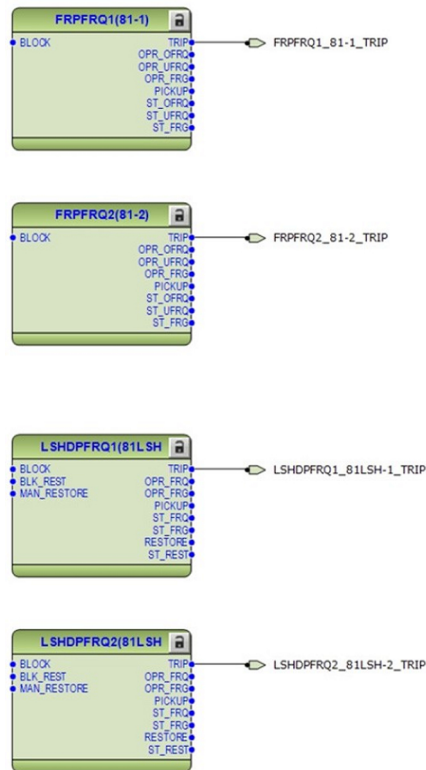 FRPFRQ1(81-1)
BLOCK TRIP FRPFRQ1_81-1_TRIP
OPR_OFRQ
OPR_UFRQ
OPR_FRG
PICKUP
ST_OFRQ
ST_UFRQ
ST_FRG
FRPFRQ2(81-2)
BLOCK TRIP FRPFRQ2_81-2_TRIP
OPR_OFRQ
OPR_UFRQ
OPR_FRG
PICKUP
ST_OFRQ
ST_UFRQ
ST_FRG
LSHDPFRQ1(81LSH
BLOCK TRIP LSHDPFRQ1_81LSH-1_TRIP
BLK_REST OPR_FRQ
MAN_RESTORE OPR_FRG
PICKUP
ST_FRQ
ST_FRG
RESTORE
ST_REST
LSHDPFRQ2(81LSH
BLOCK TRIP LSHDPFRQ2_81LSH-2_TRIP
BLK_REST OPR_FRQ
MAN_RESTORE OPR_FRG
PICKUP
ST_FRQ
ST_FRG
RESTORE
ST_REST